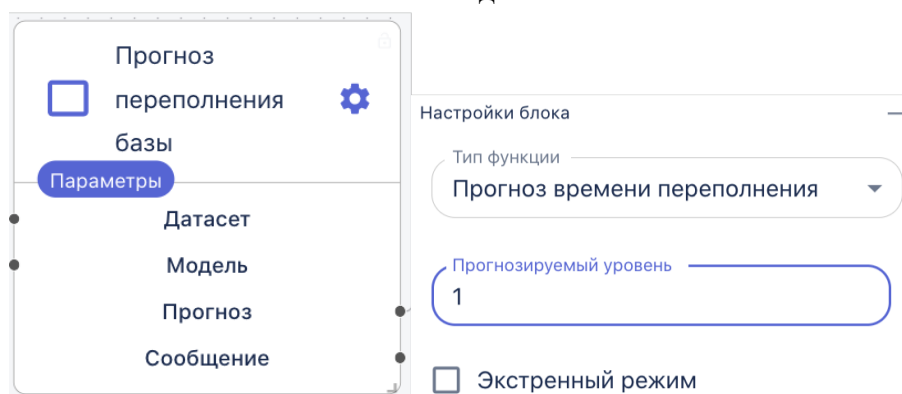 Прогноз
переполнения
базы
Параметры
Датасет
Модель
Прогноз
Сообщение
Настройки блока
Тип функции
Прогноз времени переполнения
Прогнозируемый уровень
1
Экстренный режим